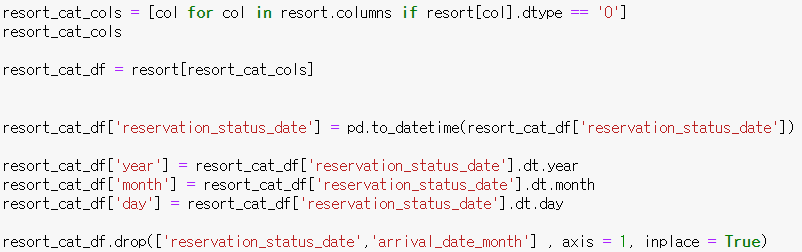 resort_cat_cols = [col for col in resort.columns if resort[col].dtype == 'O']
resort_cat_cols
resort_cat_df = resort[resort_cat_cols]
resort_cat_df['reservation_status_date'] = pd.to_datetime(resort_cat_df['reservation_status_date'])
resort_cat_df['year'] = resort_cat_df['reservation_status_date'].dt.year
resort_cat_df['month'] = resort_cat_df['reservation_status_date'].dt.month
resort_cat_df['day'] = resort_cat_df['reservation_status_date'].dt.day
resort_cat_df.drop(['reservation_status_date','arrival_date_month'] , axis = 1, inplace = True)